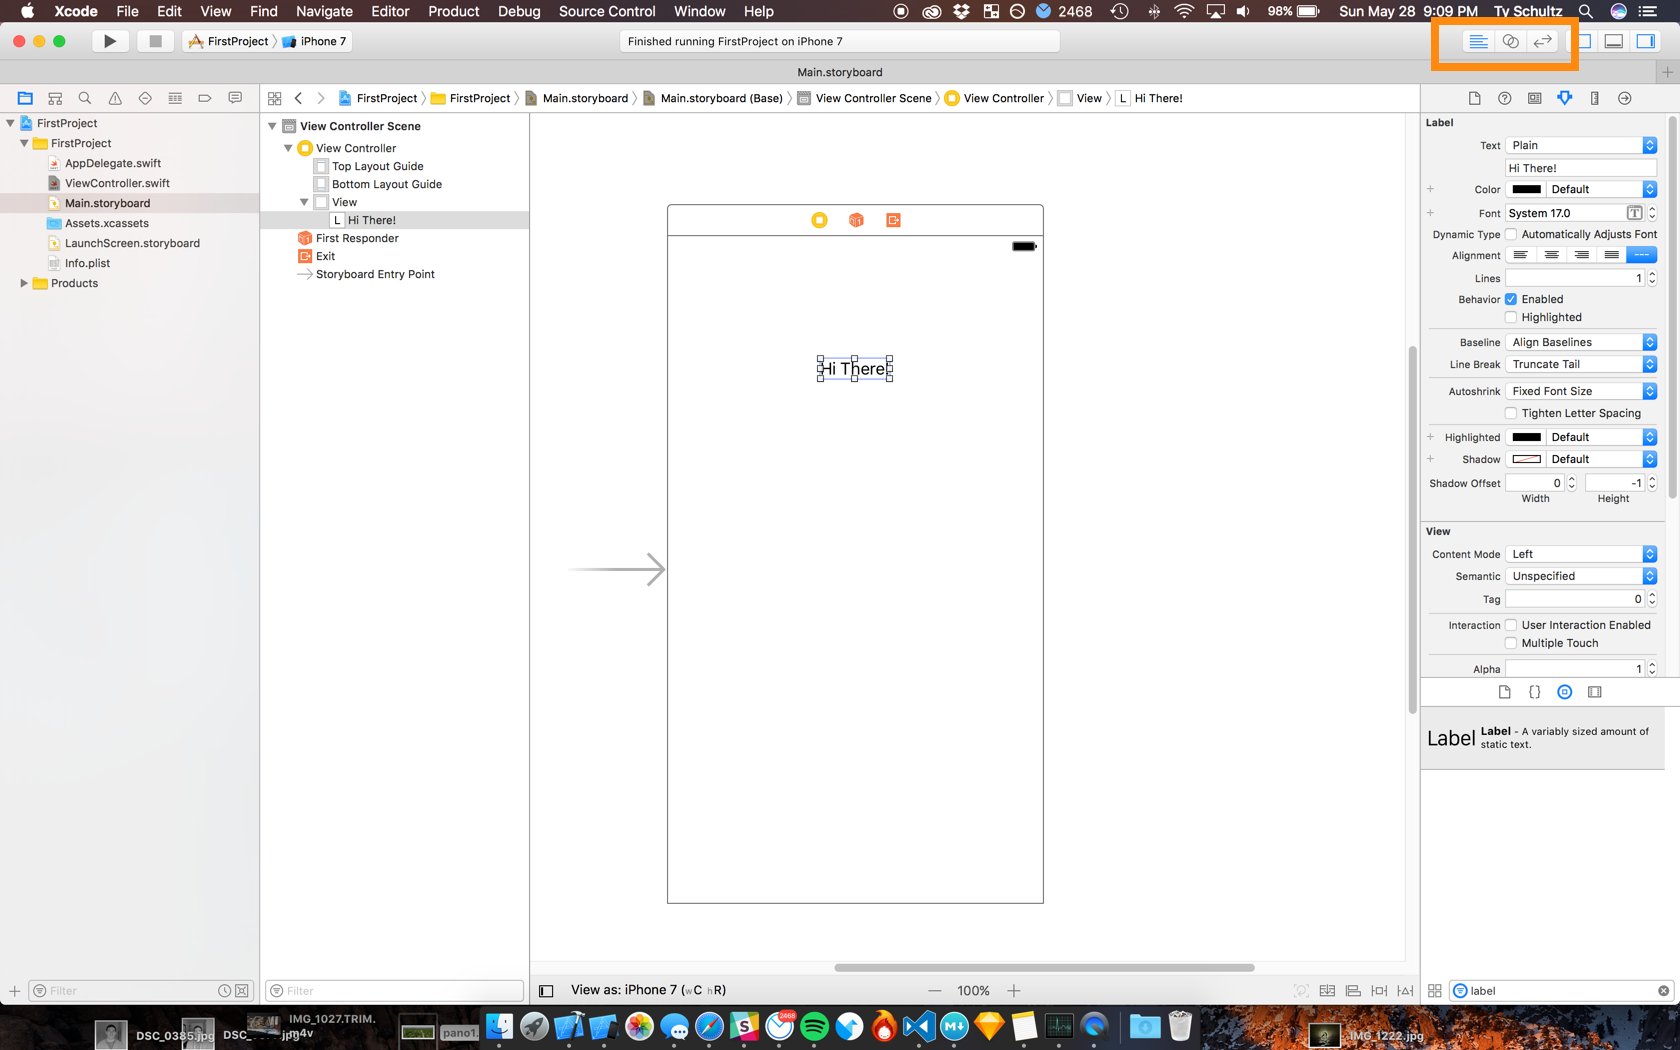 Xcode File Edit View Find Navigate Editor Product Debug Source Control Window Help 2468 98% Sun May 28 9:09 PM Ty Schultz
FirstProject iPhone 7 Finished running FirstProject on iPhone 7
Main.storyboard
FirstProject FirstProject Main.storyboard Main.storyboard (Base) View Controller Scene View Controller View L Hi There!
FirstProject
FirstProject
AppDelegate.swift
ViewController.swift
Main.storyboard
Assets.xcassets
LaunchScreen.storyboard
Info.plist
Products
View Controller Scene
View Controller
Top Layout Guide
Bottom Layout Guide
View
L Hi There!
First Responder
Exit
Storyboard Entry Point
Hi There!
Label
Text Plain
Hi There!
Color Default
Font System 17.0 T
Dynamic Type Automatically Adjusts Font
Alignment
Lines 1
Behavior Enabled
Highlighted
Baseline Align Baselines
Line Break Truncate Tail
Autoshrink Fixed Font Size
Tighten Letter Spacing
Highlighted Default
Shadow Default
Shadow Offset 0 -1
Width Height
View
Content Mode Left
Semantic Unspecified
Tag 0
Interaction User Interaction Enabled
Multiple Touch
Alpha 1
{}
Label Label - A variably sized amount of
static text.
Filter Filter View as: iPhone 7 (wC hR) 100% label
DSC_0385.jpg IMG_1027.TRIM.
m4v
pano1.
2468
IMG_1222.jpg